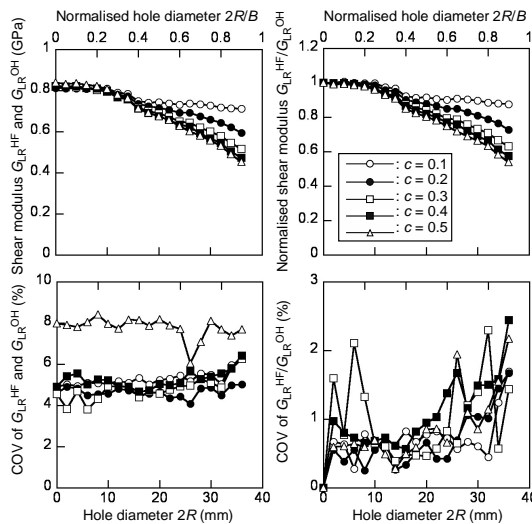 Normalised hole diameter 2R/B
0 0.2 0.4 0.6 0.8 1
Shear modulus G_LR^HF and G_LR^OH (GPa)
1
0.8
0.6
0.4
0.2
0
Normalised hole diameter 2R/B
0 0.2 0.4 0.6 0.8 1
Normalised shear modulus G_LR^HF/G_LR^OH
1.2
1.0
0.8
0.6
0.4
0.2
0
: c = 0.1
: c = 0.2
: c = 0.3
: c = 0.4
: c = 0.5
COV of G_LR^HF and G_LR^OH (%)
10
8
6
4
2
0
0 10 20 30 40
Hole diameter 2R (mm)
COV of G_LR^HF/G_LR^OH (%)
3
2
1
0
0 10 20 30 40
Hole diameter 2R (mm)